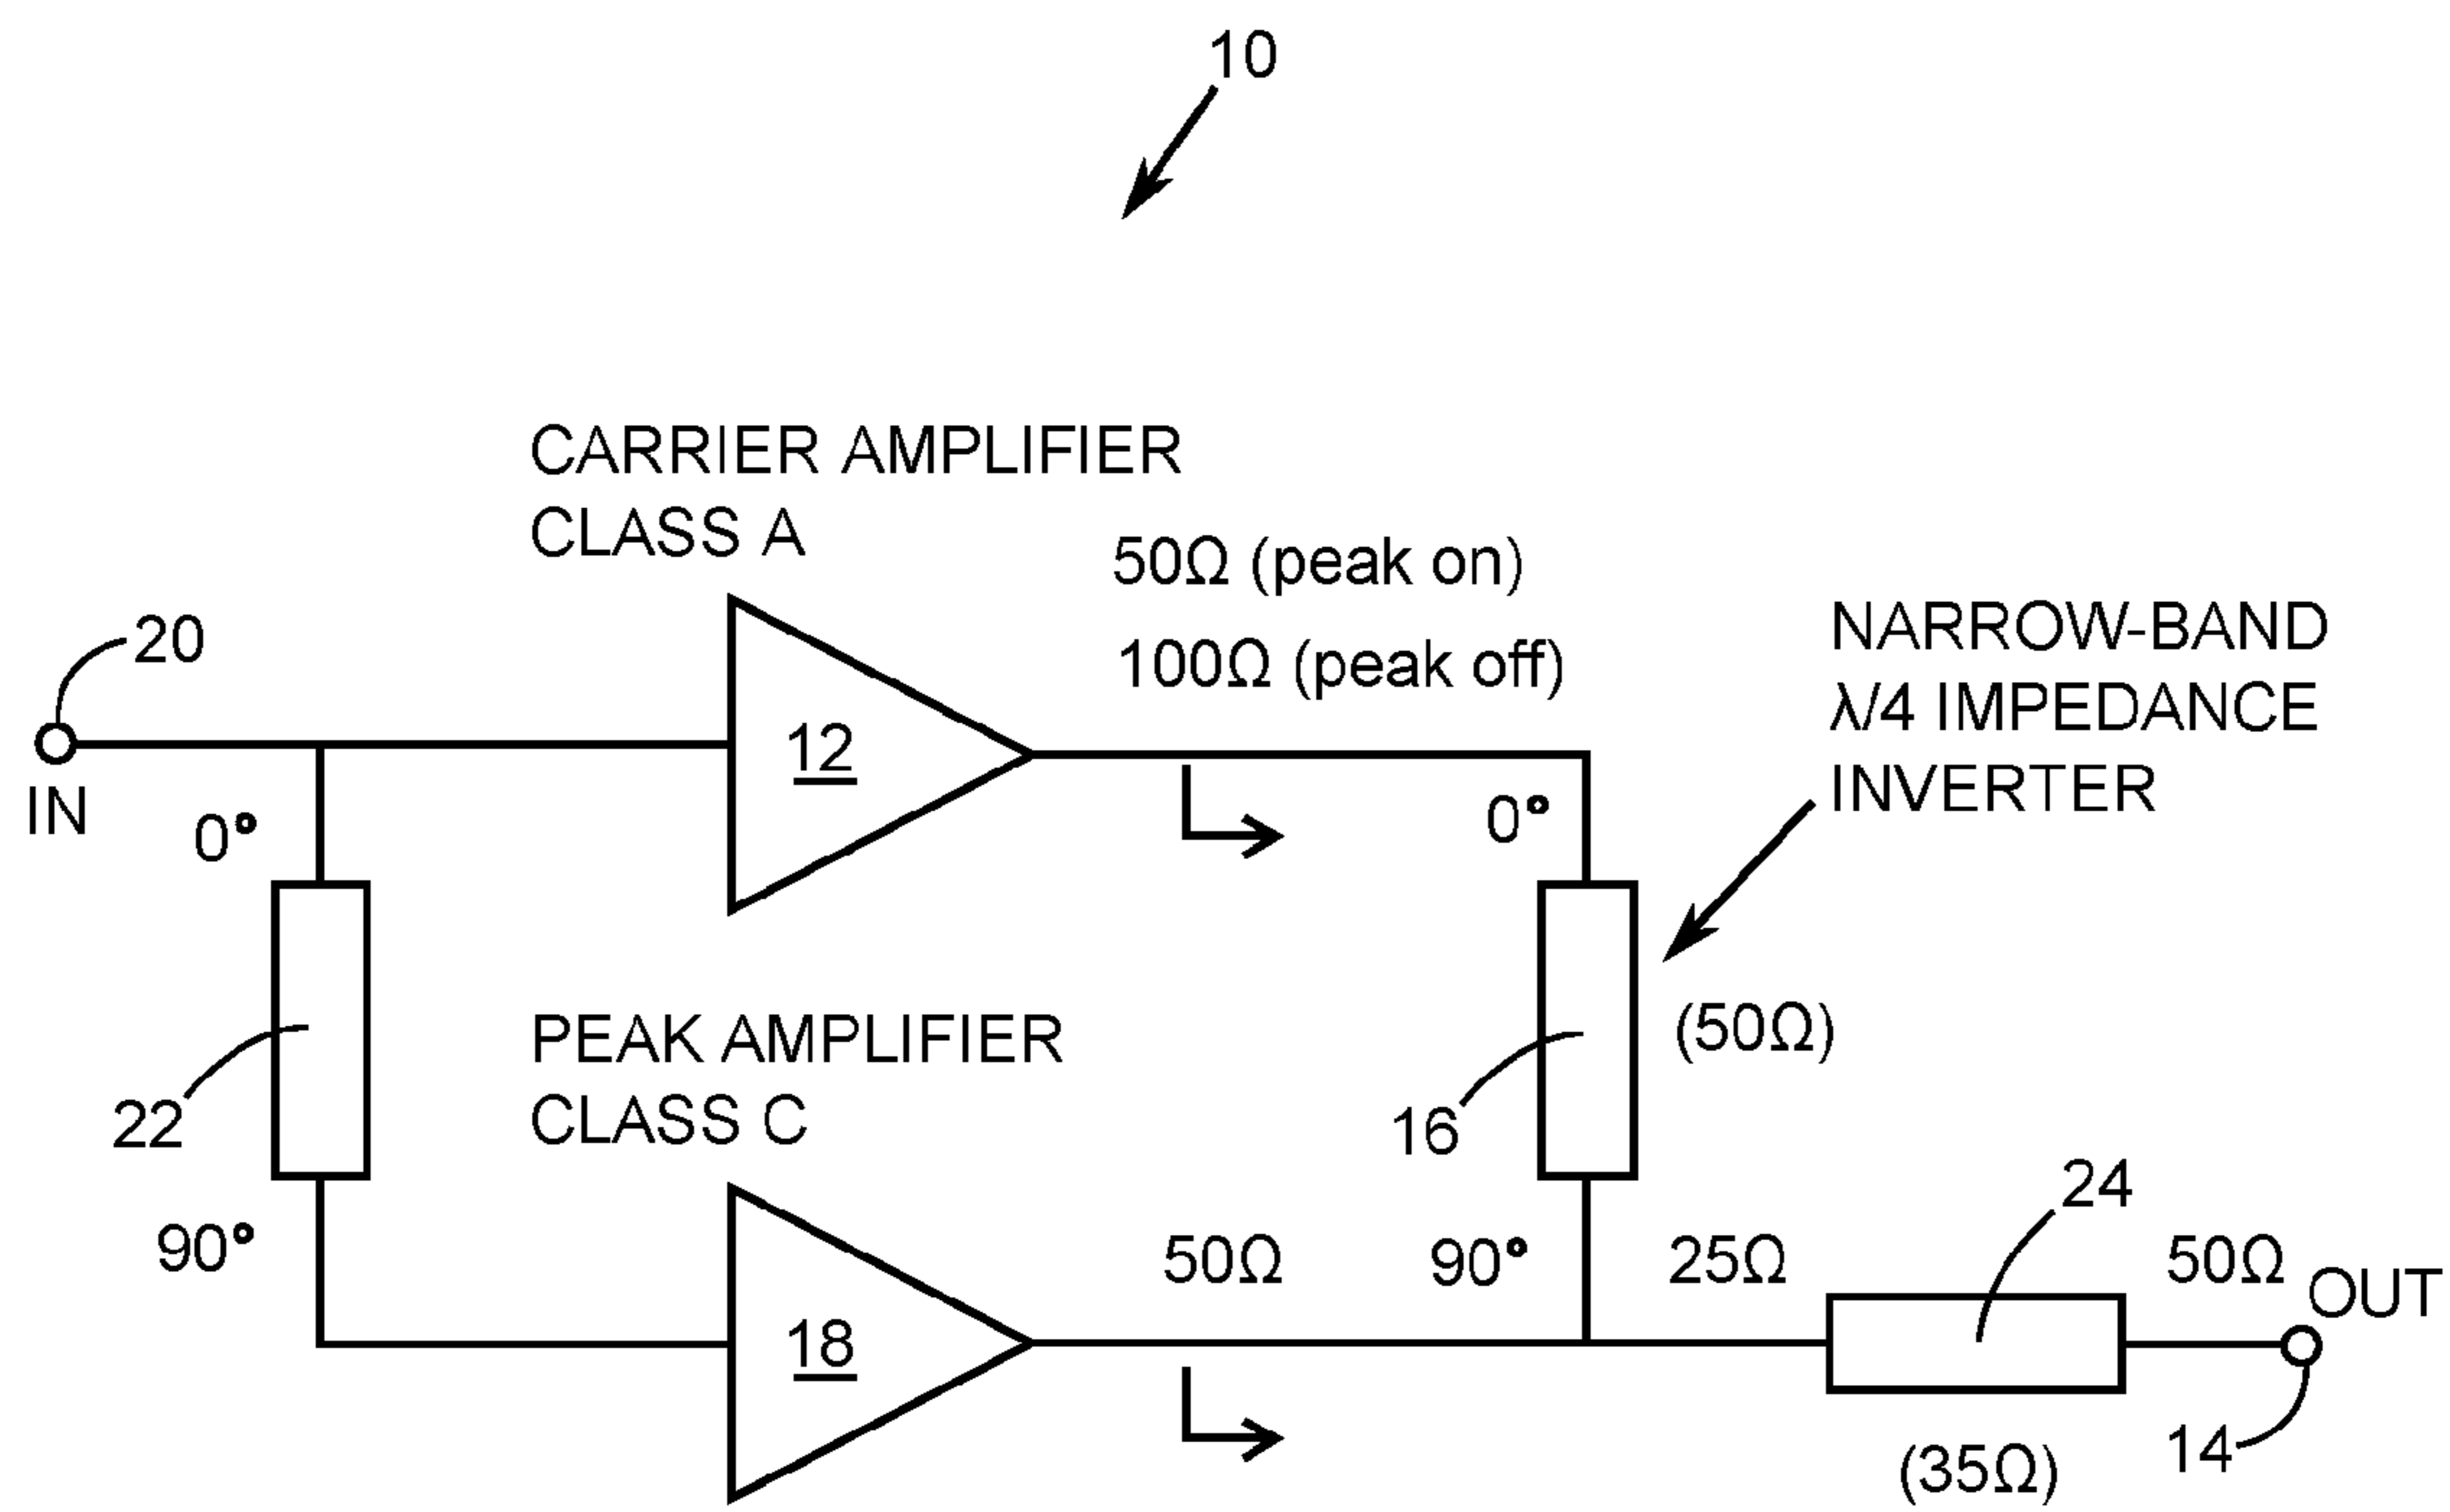 10
CARRIER AMPLIFIER
CLASS A
50Ω (peak on)
100Ω (peak off)
NARROW-BAND
λ/4 IMPEDANCE
INVERTER
20
IN
12
0°
0°
22
PEAK AMPLIFIER
CLASS C
16
(50Ω)
90°
18
50Ω
90°
25Ω
24
50Ω
OUT
(35Ω)
14